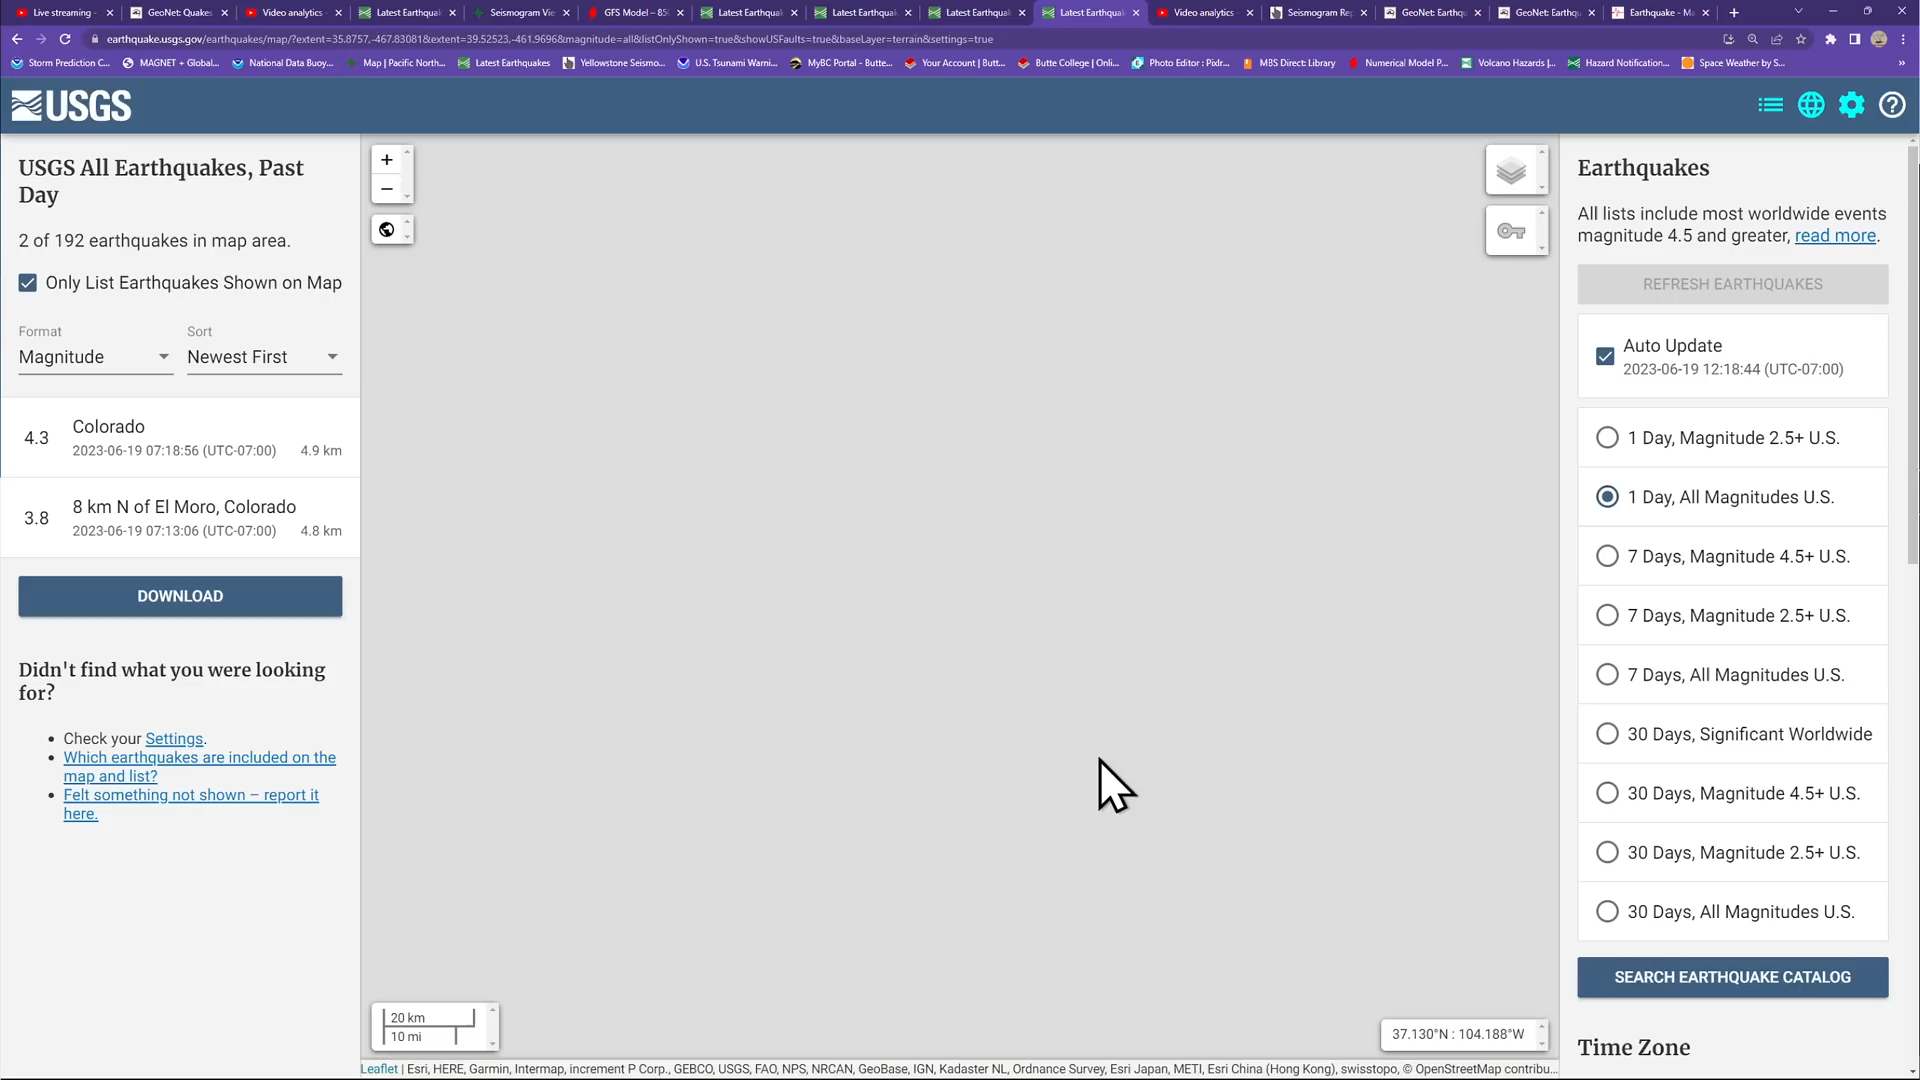 Live streaming -
GeoNet: Quakes
Video analytics -
Latest Earthquak
Seismogram Vie
GFS Model – 85
Latest Earthqua
Latest Earthqua
Latest Earthqua
Latest Earthqua
Video analytics -
Seismogram Re
GeoNet: Earthq
GeoNet: Earthq
Earthquake - Ma
earthquake.usgs.gov/earthquakes/map/?extent=35.8757,-467.83081&extent=39.52523,-461.9696&magnitude=all&listOnlyShown=true&showUSFaults=true&baseLayer=terrain&settings=true
Storm Prediction C...
MAGNET + Global...
National Data Buoy...
Map | Pacific North...
Latest Earthquakes
Yellowstone Seismo...
U.S. Tsunami Warni...
MyBC Portal - Butte...
Your Account | Butt...
Butte College | Onli...
Photo Editor : Pixlr...
MBS Direct: Library
Numerical Model P...
Volcano Hazards |...
Hazard Notification...
Space Weather by S...
»
USGS
USGS All Earthquakes, Past
Day
2 of 192 earthquakes in map area.
Only List Earthquakes Shown on Map
Format
Magnitude
Sort
Newest First
4.3
Colorado
2023-06-19 07:18:56 (UTC-07:00) 4.9 km
3.8
8 km N of El Moro, Colorado
2023-06-19 07:13:06 (UTC-07:00) 4.8 km
DOWNLOAD
Didn't find what you were looking
for?
• Check your Settings.
• Which earthquakes are included on the
map and list?
• Felt something not shown – report it
here.
+
−
20 km
10 mi
37.130°N : 104.188°W
Leaflet | Esri, HERE, Garmin, Intermap, increment P Corp., GEBCO, USGS, FAO, NPS, NRCAN, GeoBase, IGN, Kadaster NL, Ordnance Survey, Esri Japan, METI, Esri China (Hong Kong), swisstopo, © OpenStreetMap contribu...
Earthquakes
All lists include most worldwide events
magnitude 4.5 and greater, read more.
REFRESH EARTHQUAKES
Auto Update
2023-06-19 12:18:44 (UTC-07:00)
1 Day, Magnitude 2.5+ U.S.
1 Day, All Magnitudes U.S.
7 Days, Magnitude 4.5+ U.S.
7 Days, Magnitude 2.5+ U.S.
7 Days, All Magnitudes U.S.
30 Days, Significant Worldwide
30 Days, Magnitude 4.5+ U.S.
30 Days, Magnitude 2.5+ U.S.
30 Days, All Magnitudes U.S.
SEARCH EARTHQUAKE CATALOG
Time Zone